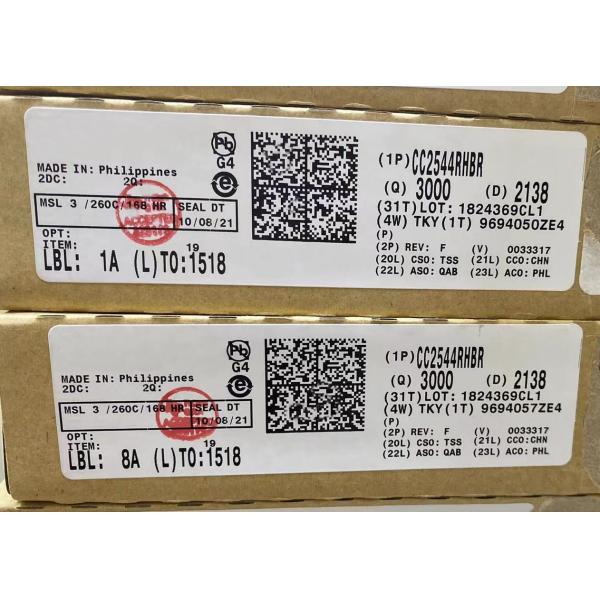 Pb
G4
e
MADE IN: Philippines
2DC: 2Q:
MSL 3 /260C/168 HR SEAL DT
10/08/21
OPT:
ITEM: 19
LBL: 1A (L)TO:1518
(1P) CC2544RHBR
(Q) 3000 (D) 2138
(31T)LOT: 1824369CL1
(4W) TKY(1T) 9694050ZE4
(P)
(2P) REV: F (V) 0033317
(20L) CSO: TSS (21L) CCO:CHN
(22L) ASO: QAB (23L) ACO: PHL
ACCEPTED
Pb
G4
e
MADE IN: Philippines
2DC: 2Q:
MSL 3 /260C/168 HR SEAL DT
10/08/21
OPT:
ITEM: 19
LBL: 8A (L)TO:1518
(1P) CC2544RHBR
(Q) 3000 (D) 2138
(31T)LOT: 1824369CL1
(4W) TKY(1T) 9694057ZE4
(P)
(2P) REV: F (V) 0033317
(20L) CSO: TSS (21L) CCO:CHN
(22L) ASO: QAB (23L) ACO: PHL